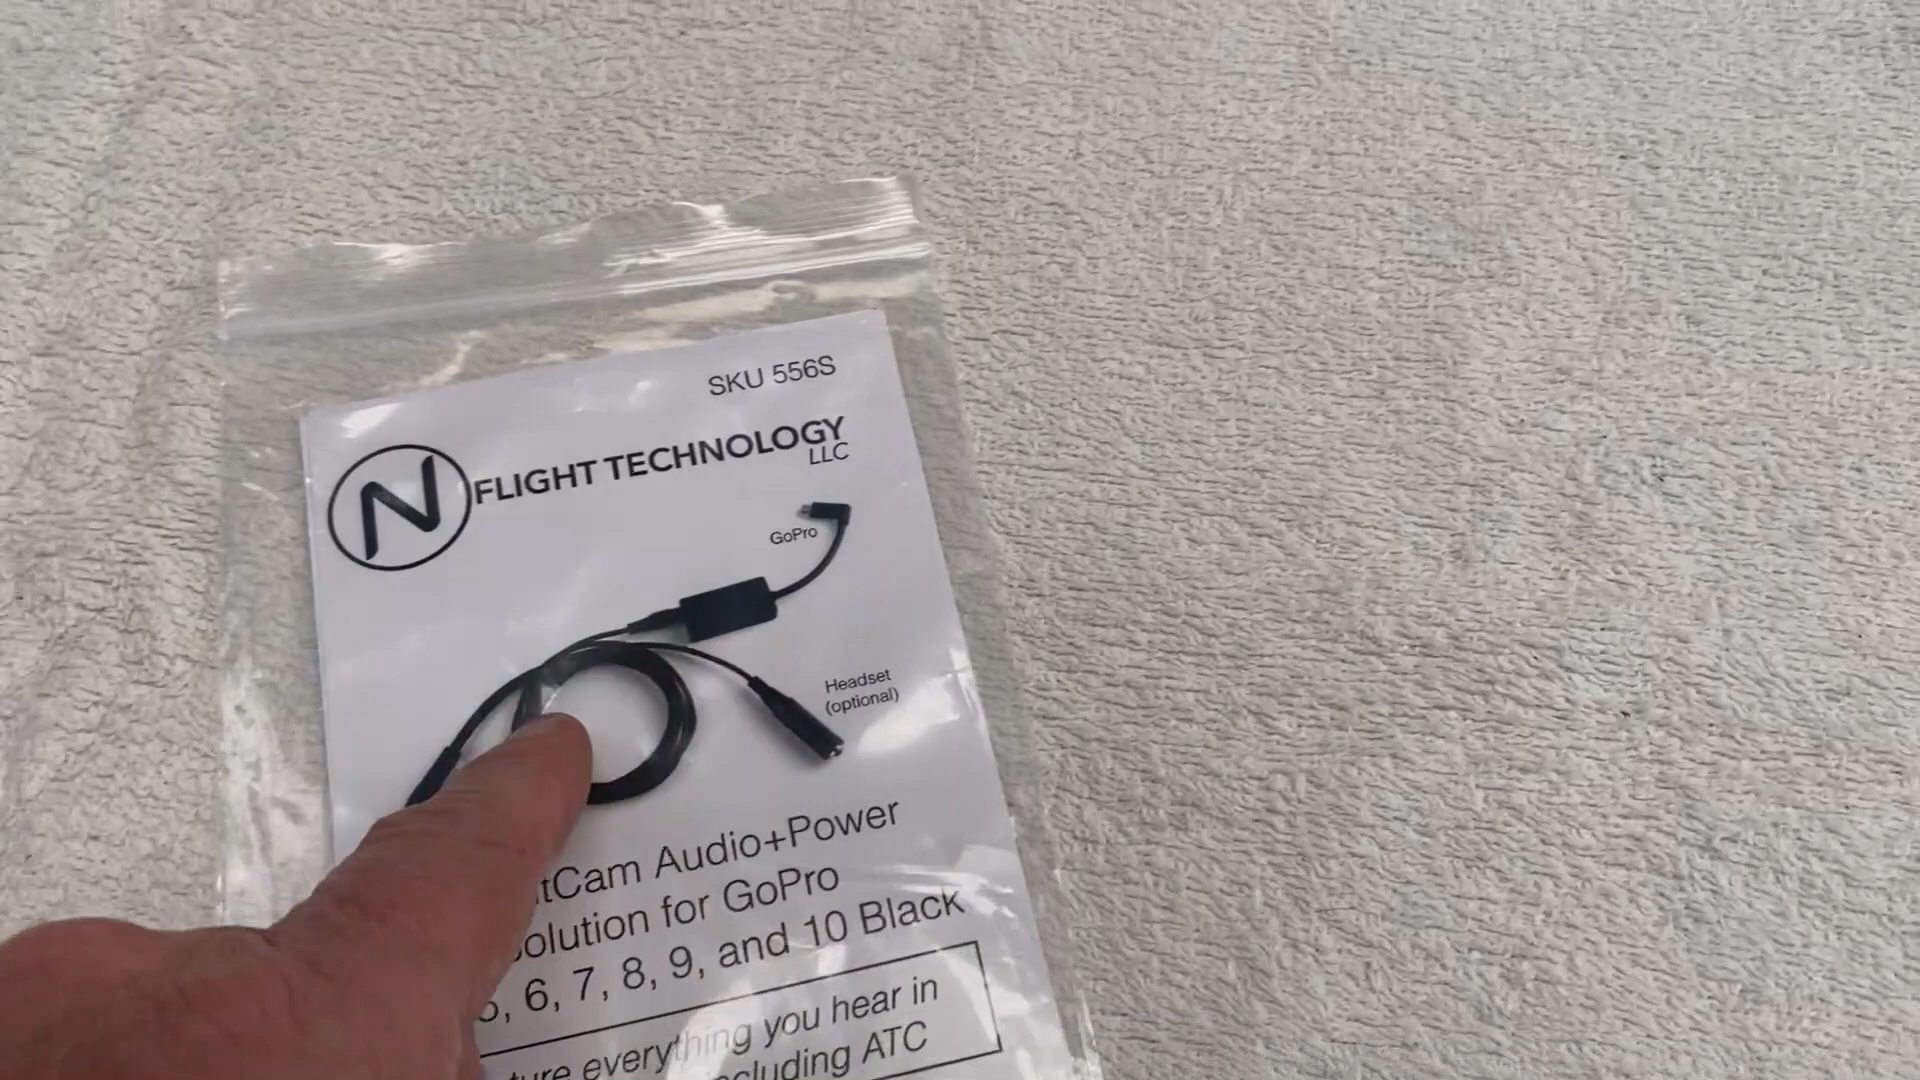 SKU 556S
N FLIGHT TECHNOLOGY
LLC
GoPro
Headset
(optional)
Audio+Power
for GoPro
6, 7, 8, 9, and 10 Black
everything you hear in
ATC